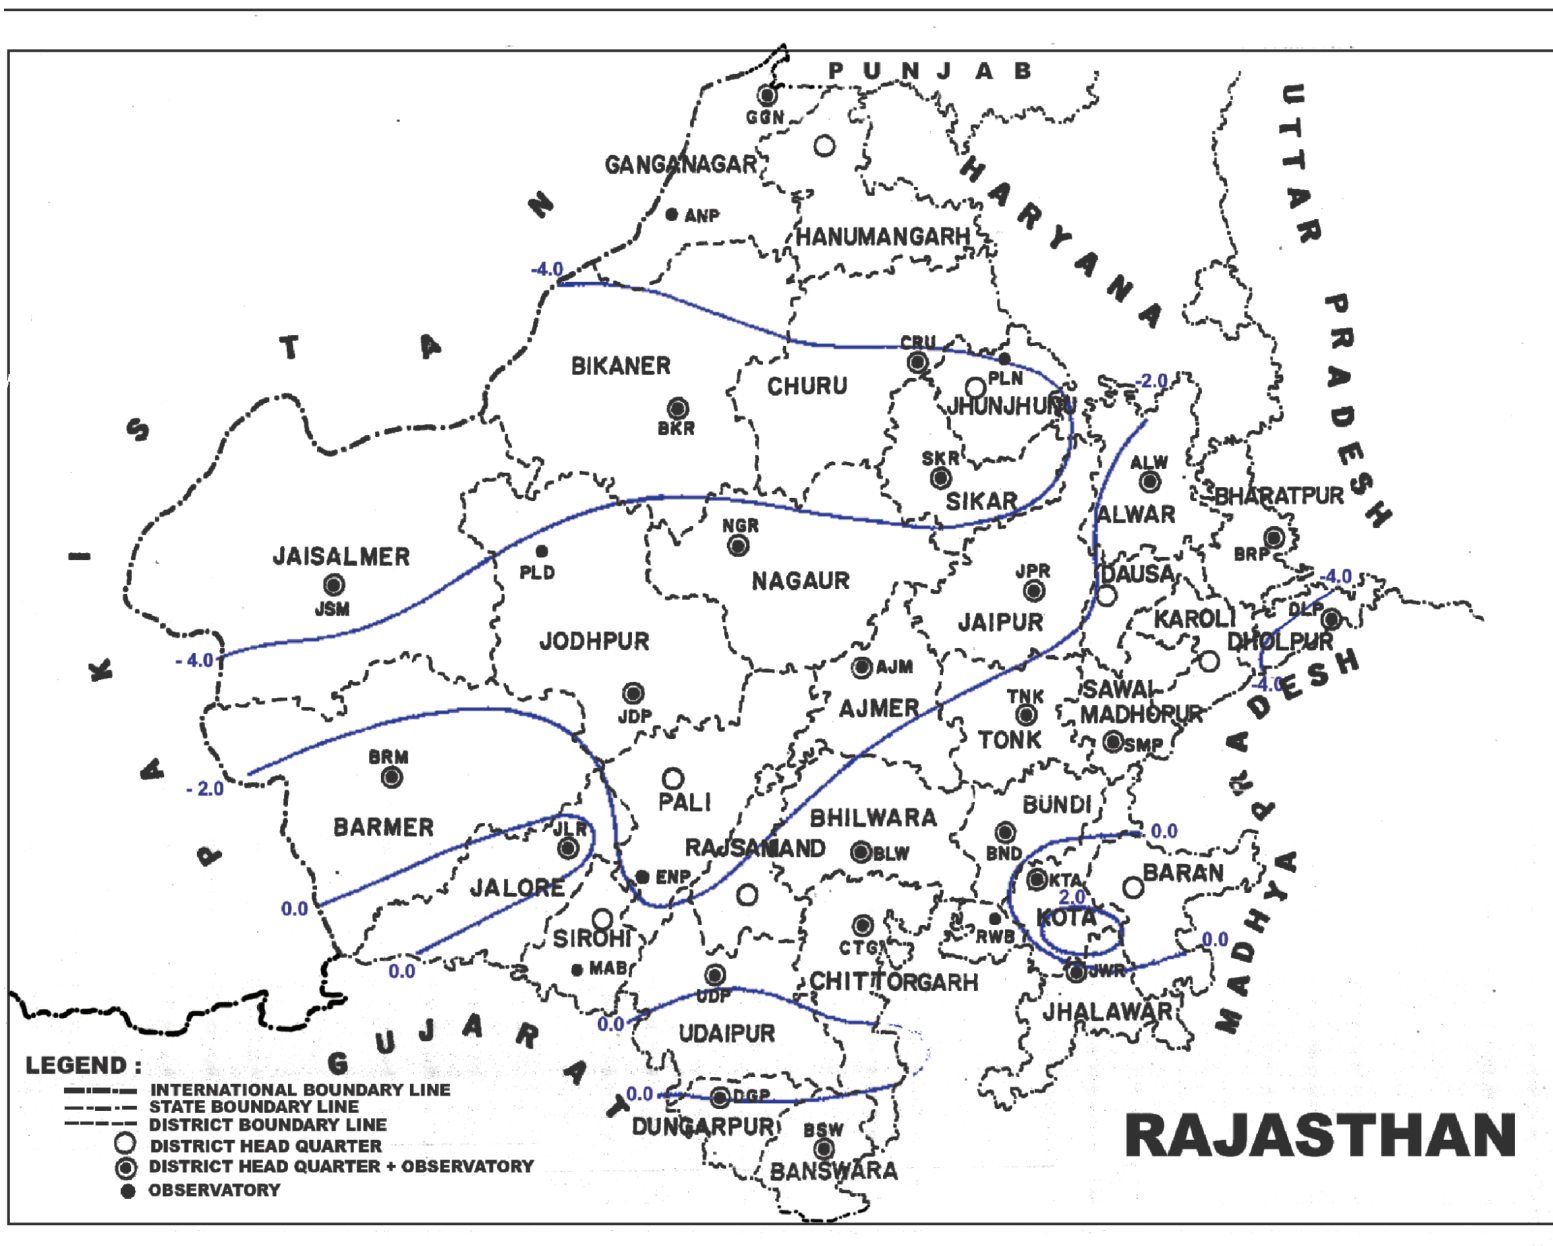 PUNJAB
UTTAR PRADESH
HARYANA
PAKISTAN
GGN
GANGANAGAR
ANP
HANUMANGARH
-4.0
BIKANER
BKR
CHURU
CRU
PLN
JHUNJHUNU
-2.0
SKR
SIKAR
ALW
ALWAR
BHARATPUR
BRP
JAISALMER
JSM
PLD
NGR
NAGAUR
JPR
JAIPUR
DAUSA
-4.0
DLP
KAROLI
DHOLPUR
-4.0
JODHPUR
- 4.0
JDP
AJM
AJMER
TNK
TONK
SAWAI
MADHOPUR
SMP
MADHYA PRADESH
BRM
- 2.0
BARMER
PALI
JLR
JALORE
RAJSAMAND
BHILWARA
BLW
BUNDI
BND
0.0
BARAN
KTA
2.0
KOTA
ENP
0.0
SIROHI
MAB
0.0
CTG
RWB
0.0
JWR
CHITTORGARH
JHALAWAR
UDP
0.0
UDAIPUR
GUJARAT
0.0
DGP
DUNGARPUR
BSW
BANSWARA
LEGEND :
INTERNATIONAL BOUNDARY LINE
STATE BOUNDARY LINE
DISTRICT BOUNDARY LINE
DISTRICT HEAD QUARTER
DISTRICT HEAD QUARTER + OBSERVATORY
OBSERVATORY
RAJASTHAN